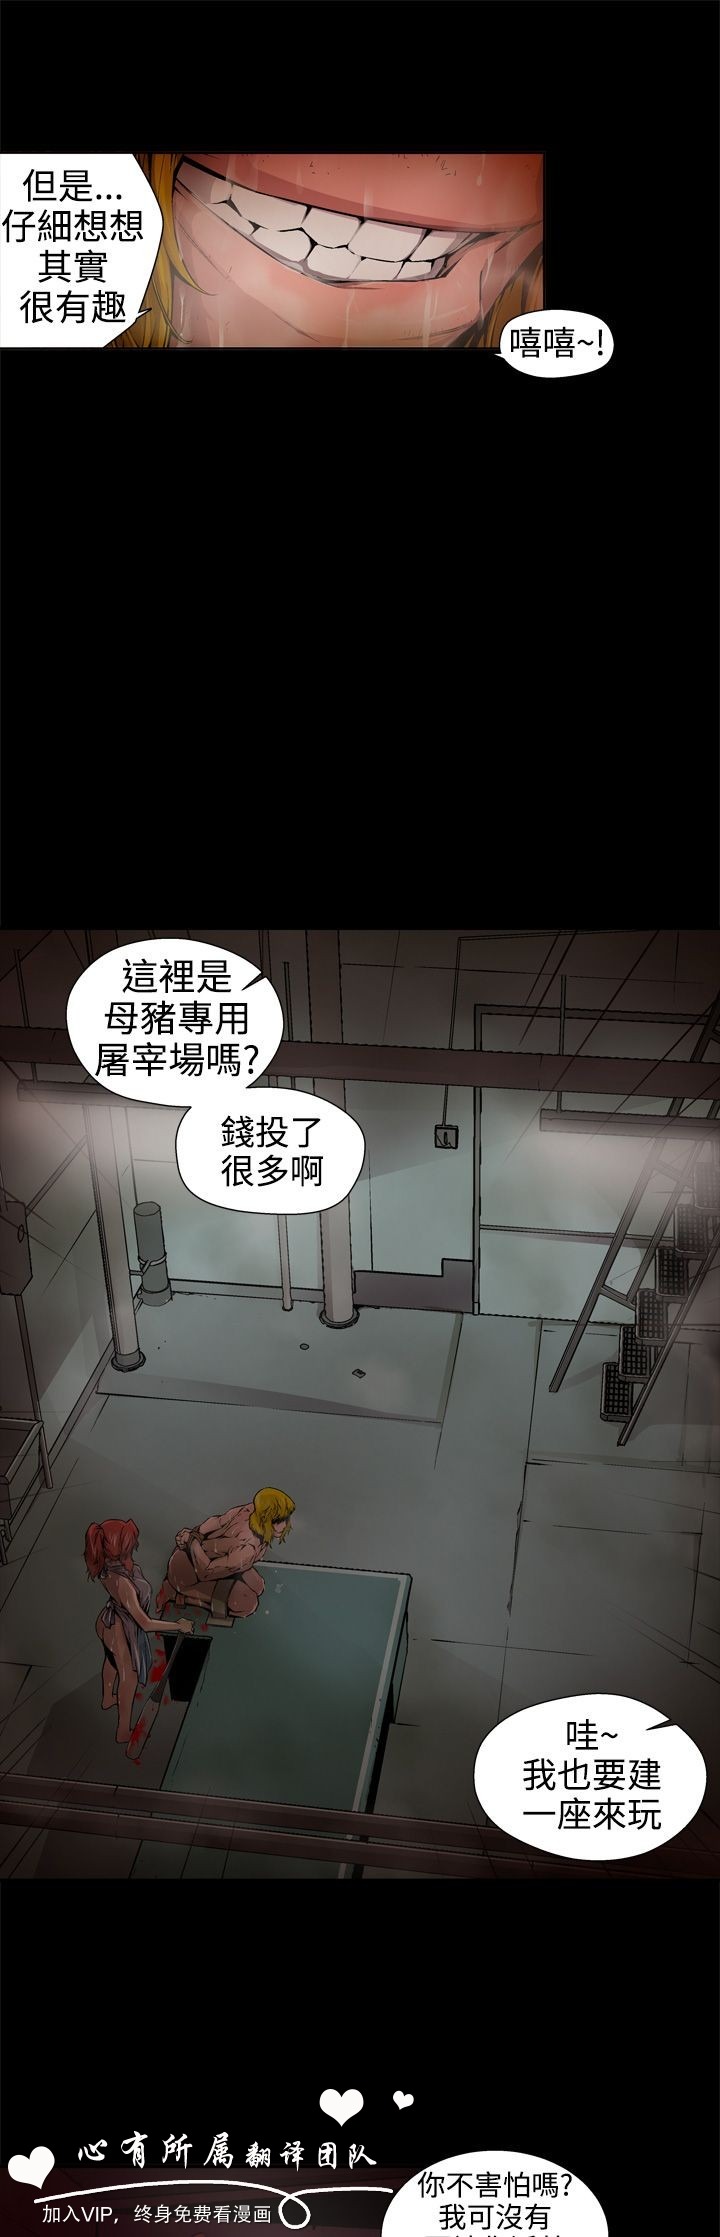 但是...
仔細想想
其實
很有趣
嘻嘻~!
這裡是
母豬專用
屠宰場嗎?
錢投了
很多啊
哇~
我也要建
一座來玩
心有所属翻译团队
加入VIP，终身免费看漫画
你不害怕嗎?
我可沒有